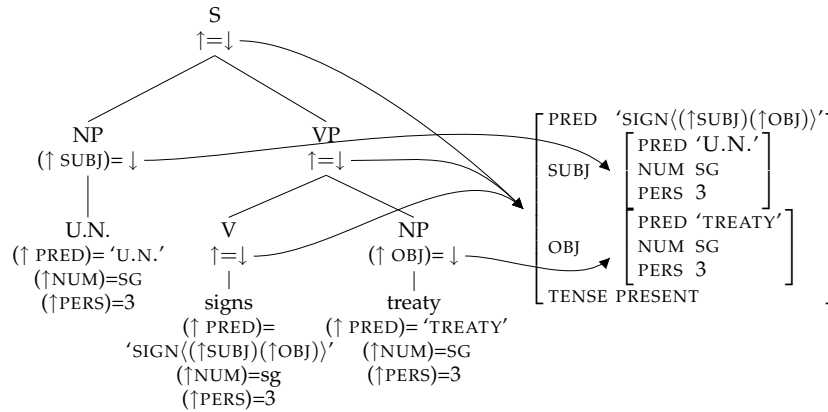 S
↑=↓
NP VP
(↑ SUBJ)= ↓ ↑=↓
U.N. V NP
(↑ PRED)= ‘U.N.’ ↑=↓ (↑ OBJ)= ↓
(↑NUM)=SG
(↑PERS)=3 signs treaty
(↑ PRED)= (↑ PRED)= ‘TREATY’
‘SIGN⟨(↑SUBJ)(↑OBJ)⟩’ (↑NUM)=SG
(↑NUM)=sg (↑PERS)=3
(↑PERS)=3
PRED ‘SIGN⟨(↑SUBJ)(↑OBJ)⟩’
SUBJ
PRED ‘U.N.’
NUM SG
PERS 3
OBJ
PRED ‘TREATY’
NUM SG
PERS 3
TENSE PRESENT